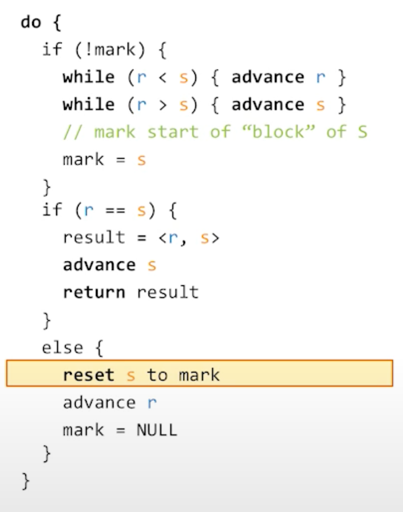 do {
if (!mark) {
while (r < s) { advance r }
while (r > s) { advance s }
// mark start of “block” of S
mark = s
}
if (r == s) {
result = <r, s>
advance s
return result
}
else {
reset s to mark
advance r
mark = NULL
}
}